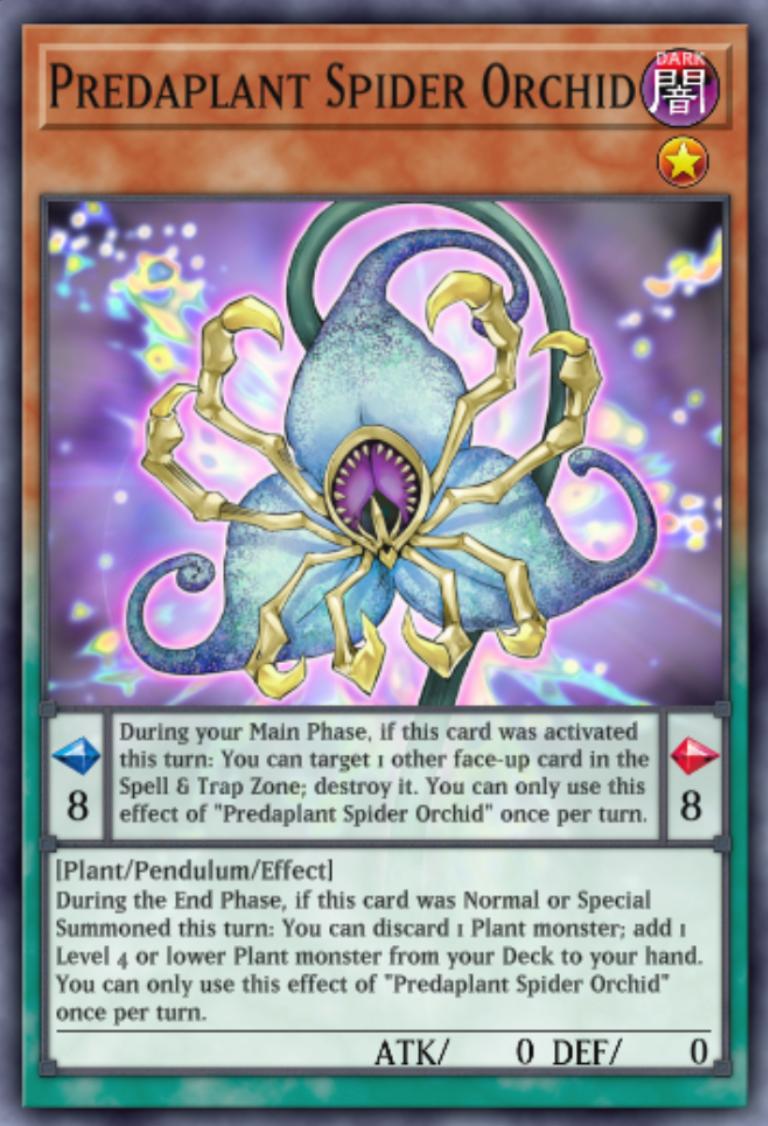 PREDAPLANT SPIDER ORCHID
DARK
闇
During your Main Phase, if this card was activated
this turn: You can target 1 other face-up card in the
Spell & Trap Zone; destroy it. You can only use this
effect of "Predaplant Spider Orchid" once per turn.
8
8
[Plant/Pendulum/Effect]
During the End Phase, if this card was Normal or Special
Summoned this turn: You can discard 1 Plant monster; add 1
Level 4 or lower Plant monster from your Deck to your hand.
You can only use this effect of "Predaplant Spider Orchid"
once per turn.
ATK/ 0 DEF/ 0